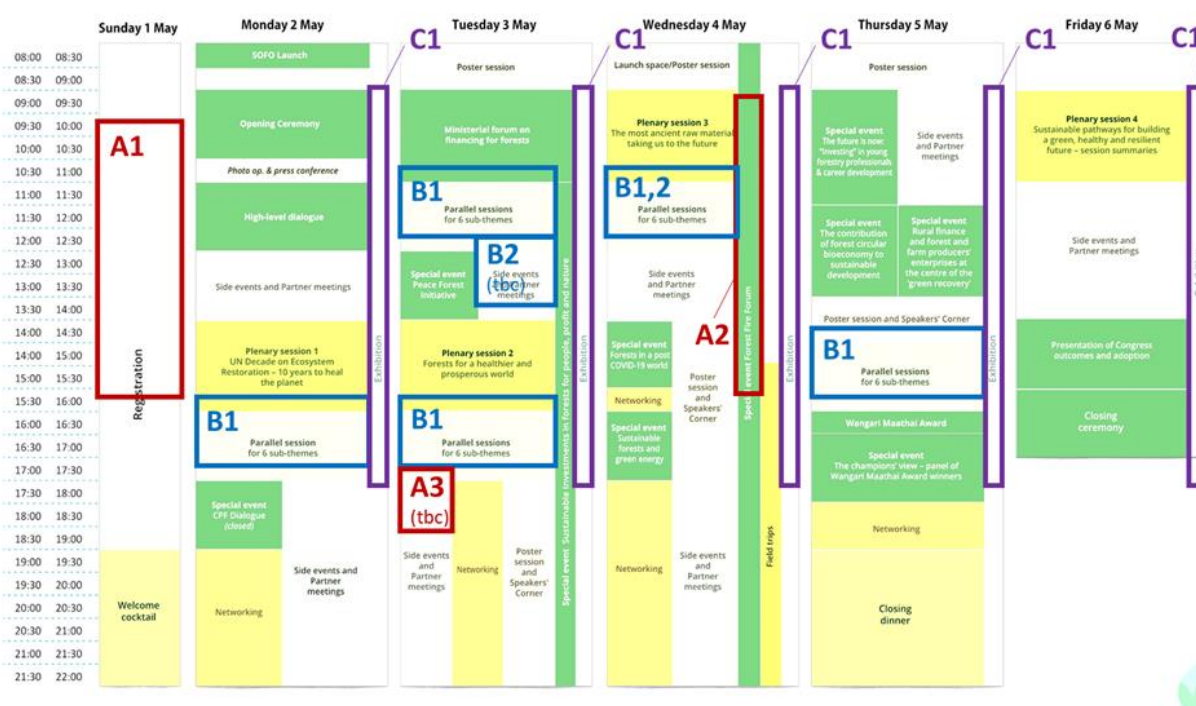 Sunday 1 May
Monday 2 May
Tuesday 3 May
Wednesday 4 May
Thursday 5 May
Friday 6 May
C1
C1
C1
C1
C1
08:00 08:30
08:30 09:00
09:00 09:30
09:30 10:00
10:00 10:30
10:30 11:00
11:00 11:30
11:30 12:00
12:00 12:30
12:30 13:00
13:00 13:30
13:30 14:00
14:00 14:30
14:30 15:00
15:00 15:30
15:30 16:00
16:00 16:30
16:30 17:00
17:00 17:30
17:30 18:00
18:00 18:30
18:30 19:00
19:00 19:30
19:30 20:00
20:00 20:30
20:30 21:00
21:00 21:30
21:30 22:00
A1
Registration
Welcome
cocktail
SOFO Launch
Opening Ceremony
Photo op. & press conference
High-level dialogue
Side events and Partner meetings
Plenary session 1
UN Decade on Ecosystem
Restoration – 10 years to heal
the planet
B1
Parallel session
for 6 sub-themes
Special event
CPF Dialogue
(closed)
Side events and
Partner
meetings
Networking
Exhibition
Poster session
Ministerial forum on
financing for forests
B1
Parallel sessions
for 6 sub-themes
Special event
Peace Forest
Initiative
B2
(tbc)
Side events
and Partner
meetings
Plenary session 2
Forests for a healthier and
prosperous world
B1
Parallel sessions
for 6 sub-themes
A3
(tbc)
Side events
and
Partner
meetings
Networking
Poster
session
and
Speakers'
Corner
Special event Sustainable Investments in forests for people, profit and nature
Exhibition
Launch space/Poster session
Plenary session 3
The most ancient raw material
taking us to the future
B1,2
Parallel sessions
for 6 sub-themes
Side events
and
Partner
meetings
A2
Special event
Forests in a post
COVID-19 world
Networking
Special event
Sustainable
forests and
green energy
Poster
session
and
Speakers'
Corner
Networking
Side events
and
Partner
meetings
Special event Forest Fire Forum
Field trips
Exhibition
Poster session
Special event
The future is now:
"Investing" in young
forestry professionals
& career development
Side events
and Partner
meetings
Special event
The contribution
of forest circular
bioeconomy to
sustainable
development
Special event
Rural finance
and forest and
farm producers'
enterprises at
the centre of the
'green recovery'
Poster session and Speakers' Corner
B1
Parallel sessions
for 6 sub-themes
Wangari Maathai Award
Special event
The champions' view – panel of
Wangari Maathai Award winners
Networking
Closing
dinner
Exhibition
Plenary session 4
Sustainable pathways for building
a green, healthy and resilient
future – session summaries
Side events and
Partner meetings
Presentation of Congress
outcomes and adoption
Closing
ceremony